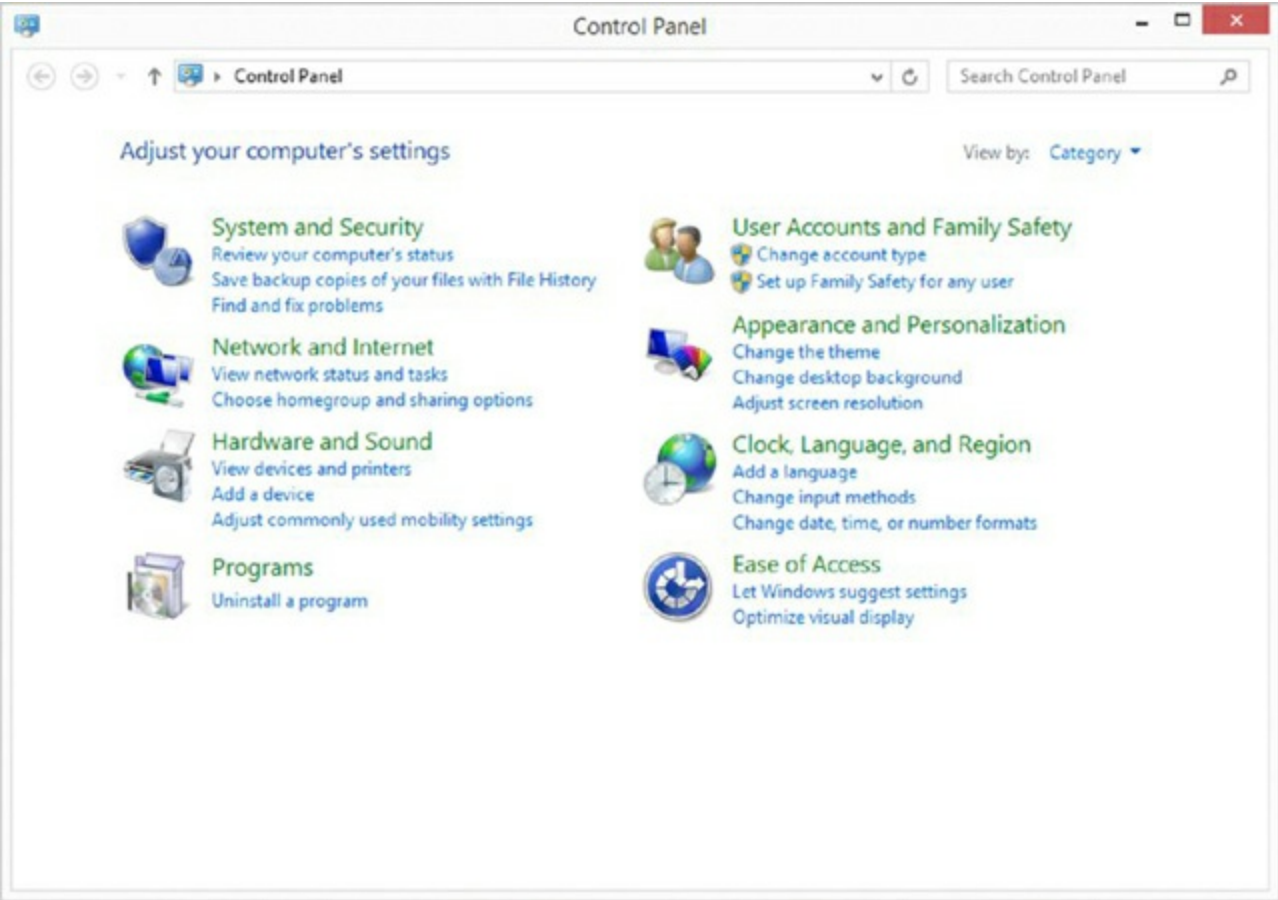 Control Panel
Control Panel
Search Control Panel
Adjust your computer's settings
View by: Category
System and Security
Review your computer's status
Save backup copies of your files with File History
Find and fix problems
Network and Internet
View network status and tasks
Choose homegroup and sharing options
Hardware and Sound
View devices and printers
Add a device
Adjust commonly used mobility settings
Programs
Uninstall a program
User Accounts and Family Safety
Change account type
Set up Family Safety for any user
Appearance and Personalization
Change the theme
Change desktop background
Adjust screen resolution
Clock, Language, and Region
Add a language
Change input methods
Change date, time, or number formats
Ease of Access
Let Windows suggest settings
Optimize visual display